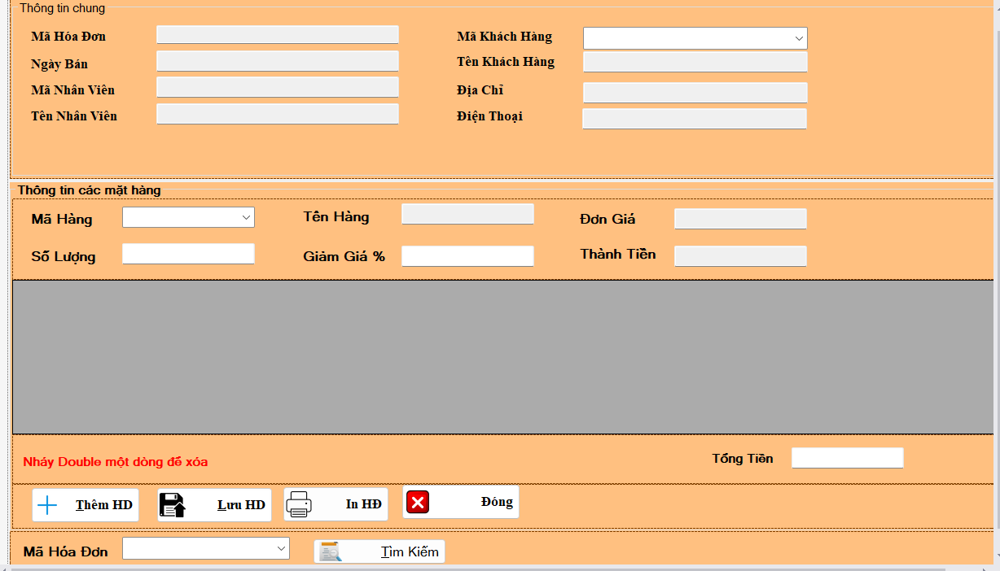 Thông tin chung
Mã Hóa Đơn
Mã Khách Hàng
Ngày Bán
Tên Khách Hàng
Mã Nhân Viên
Địa Chỉ
Tên Nhân Viên
Điện Thoại
Thông tin các mặt hàng
Mã Hàng
Tên Hàng
Đơn Giá
Số Lượng
Giảm Giá %
Thành Tiền
Nháy Double một dòng để xóa
Tổng Tiền
Thêm HD
Lưu HD
In HĐ
Đóng
Mã Hóa Đơn
Tìm Kiếm